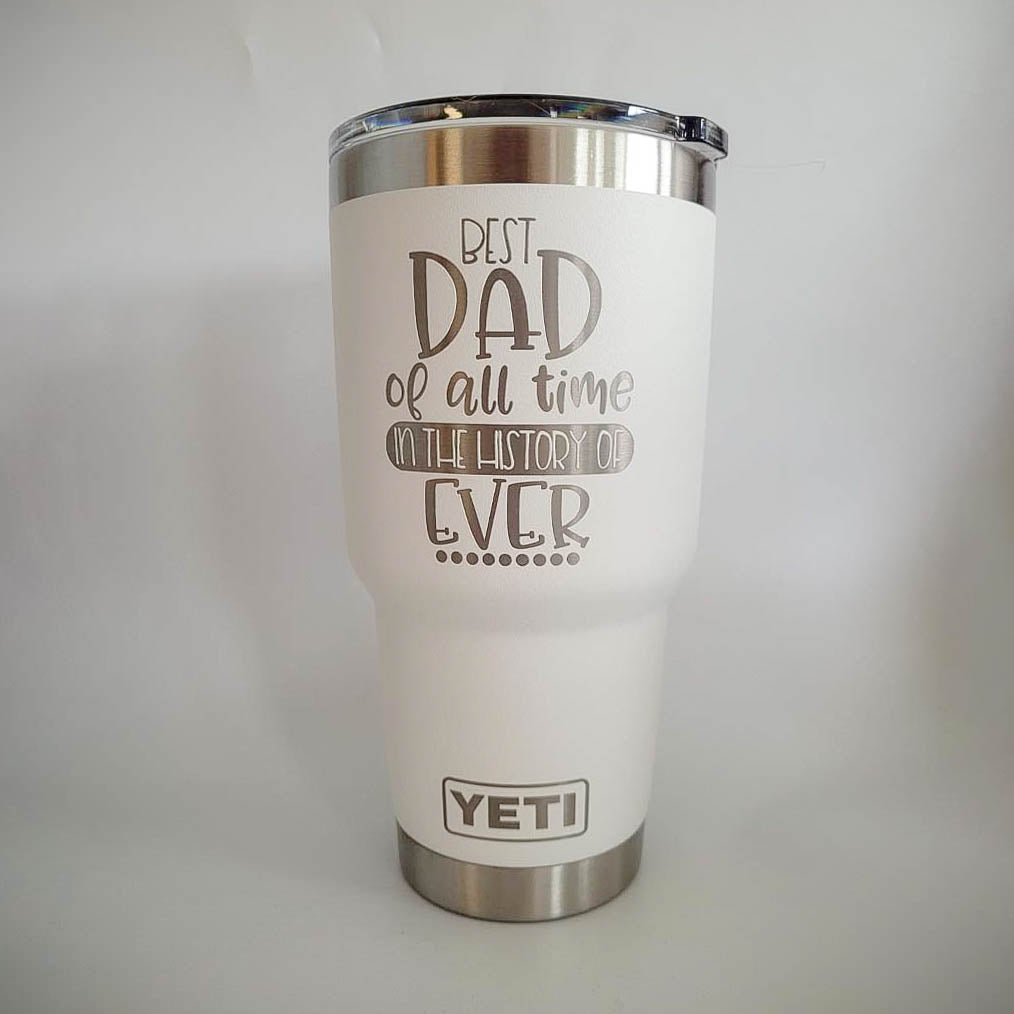 BEST
DAD
of all time
IN THE HISTORY OF
EVER
YETI